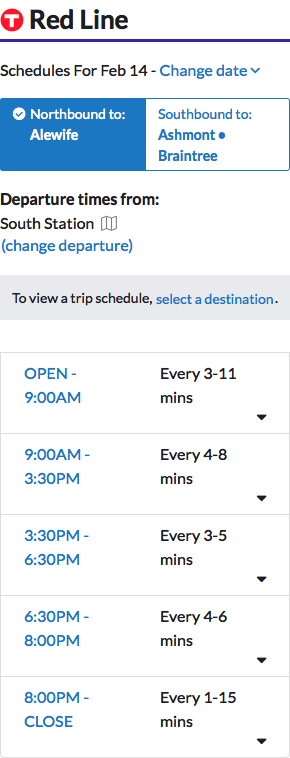 T Red Line
Schedules For Feb 14 - Change date
Northbound to:
Alewife
Southbound to:
Ashmont •
Braintree
Departure times from:
South Station
(change departure)
To view a trip schedule, select a destination.
OPEN -
9:00AM
Every 3-11
mins
9:00AM -
3:30PM
Every 4-8
mins
3:30PM -
6:30PM
Every 3-5
mins
6:30PM -
8:00PM
Every 4-6
mins
8:00PM -
CLOSE
Every 1-15
mins